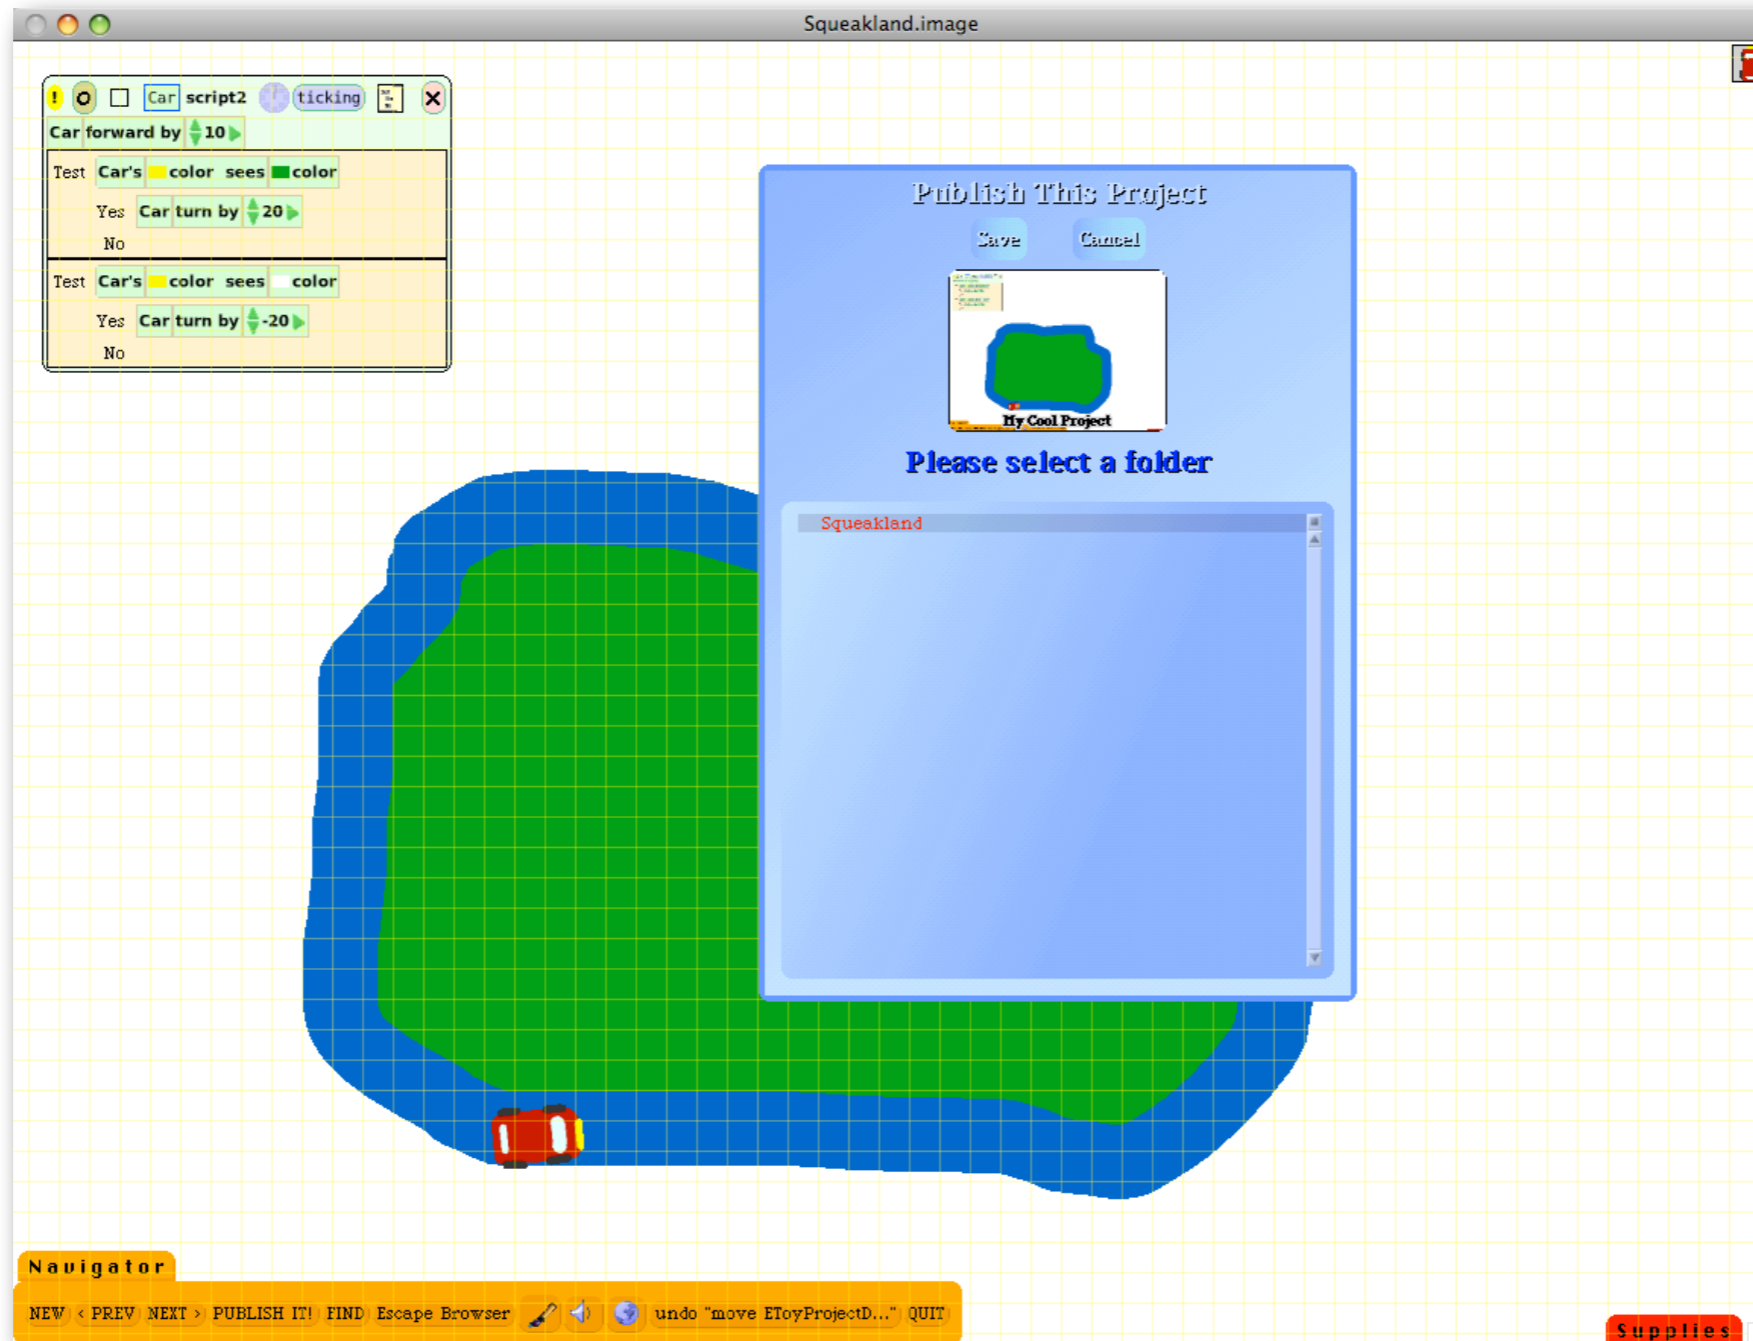 Squeakland.image
! Car script2 ticking
Car forward by 10
Test Car's color sees color
Yes Car turn by 20
No
Test Car's color sees color
Yes Car turn by -20
No
Publish This Project
Save Cancel
My Cool Project
Please select a folder
Squeakland
Navigator
NEW < PREV NEXT > PUBLISH IT! FIND Escape Browser undo "move EToyProjectD..." QUIT
Supplies